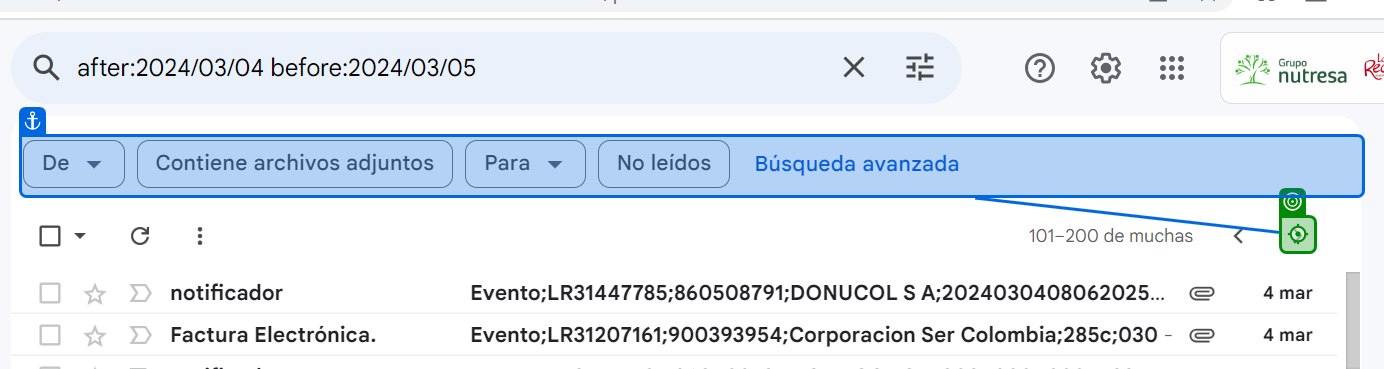 after:2024/03/04 before:2024/03/05
Grupo
nutresa
De Contiene archivos adjuntos Para No leídos Búsqueda avanzada
101–200 de muchas
notificador Evento;LR31447785;860508791;DONUCOL S A;2024030408062025... 4 mar
Factura Electrónica. Evento;LR31207161;900393954;Corporacion Ser Colombia;285c;030 - 4 mar